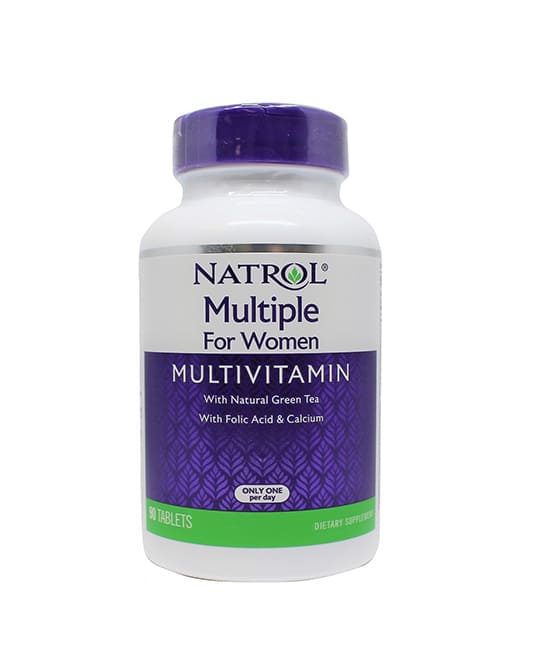 NATROL®
Multiple
For Women
MULTIVITAMIN
With Natural Green Tea
With Folic Acid & Calcium
ONLY ONE
per day
90 TABLETS
DIETARY SUPPLEMENT